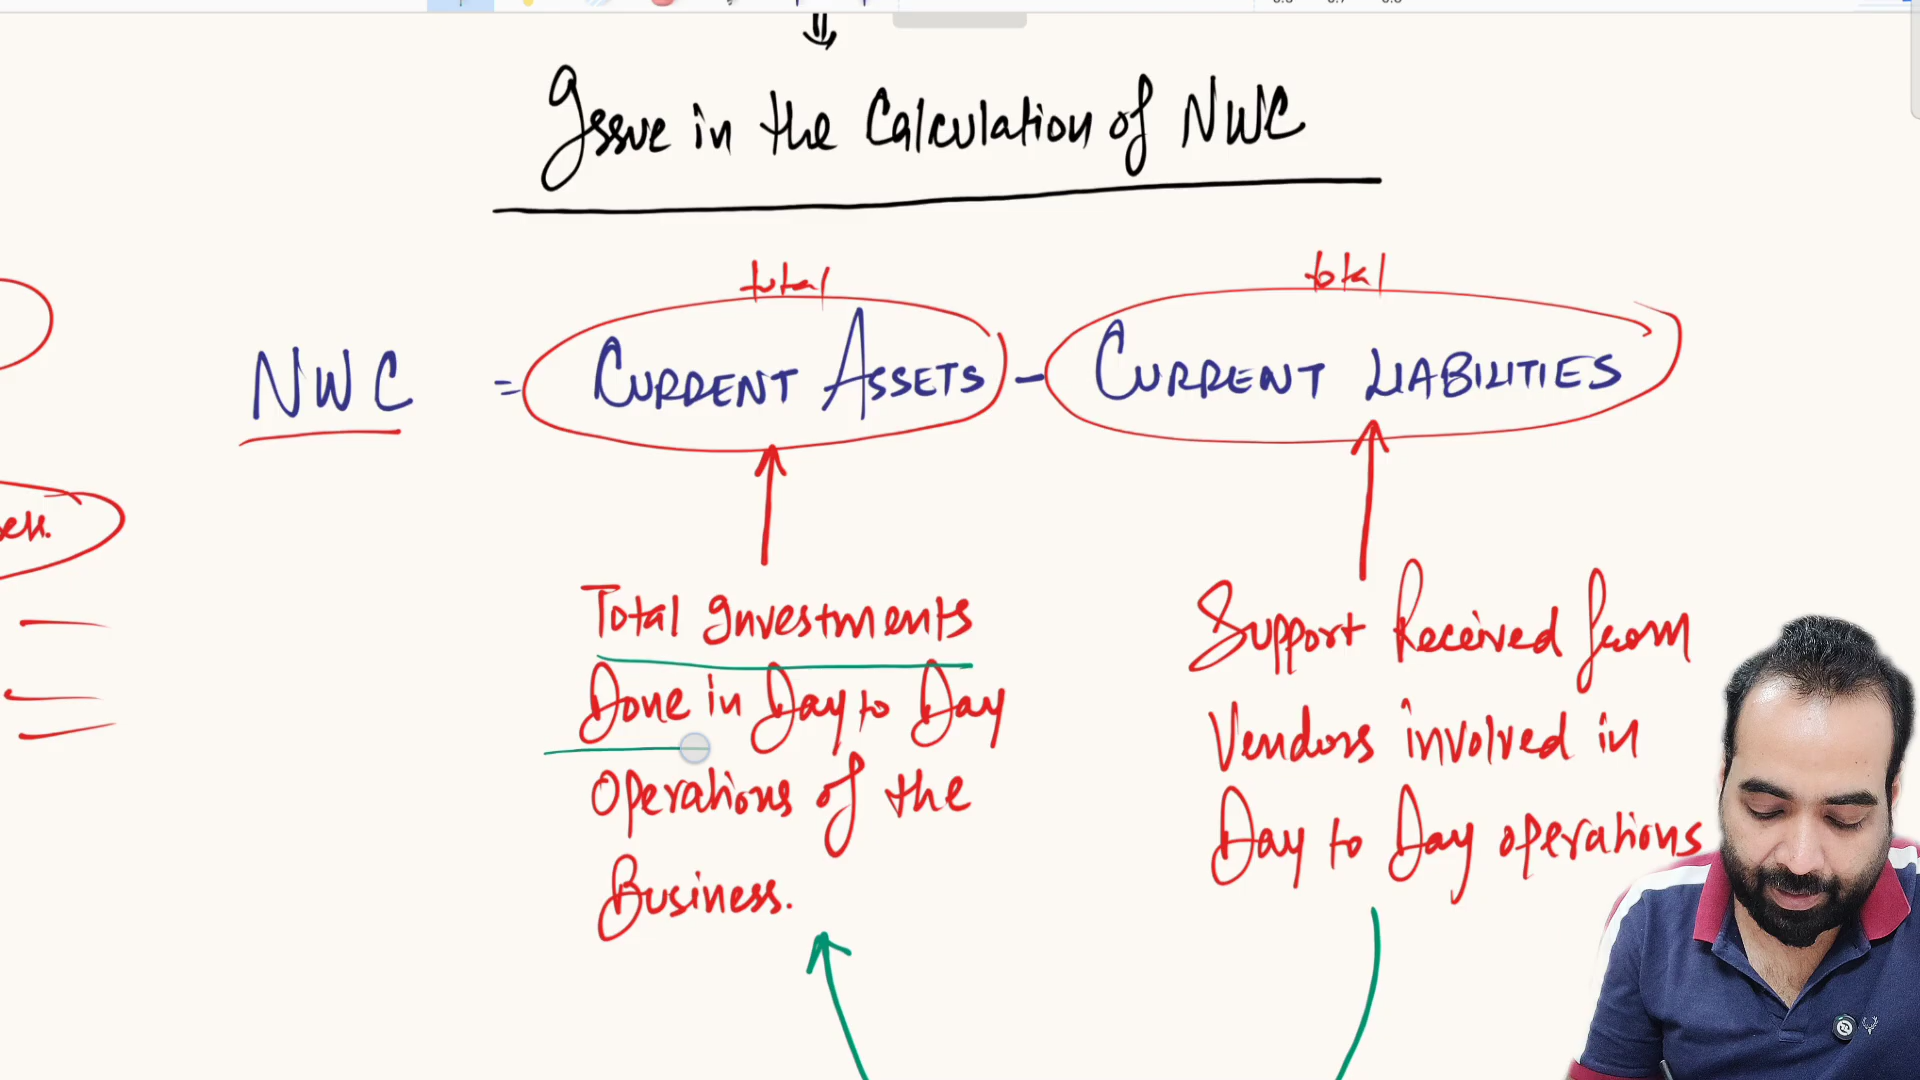 Issue in the Calculation of NWC
total total
NWC = CURRENT ASSETS – CURRENT LIABILITIES
Total Investments
Done in Day to Day
Operations of the
Business.
Support Received from
Vendors involved in
Day to Day operations